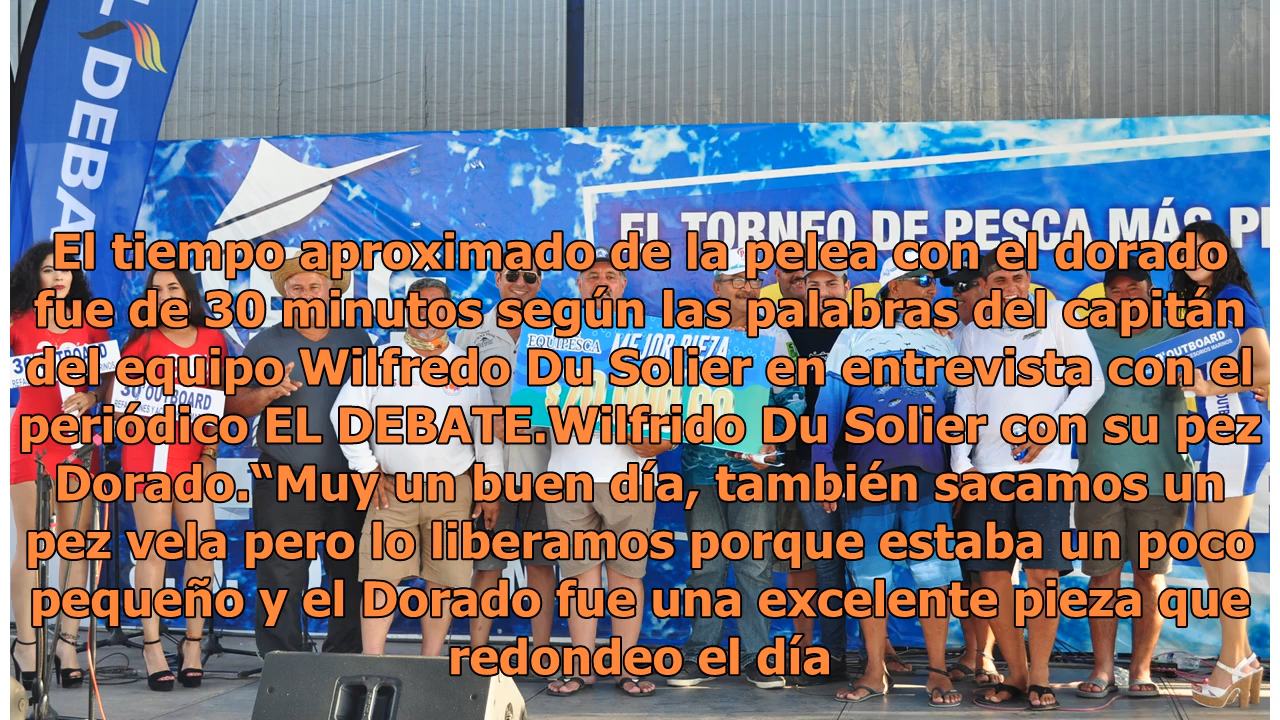 DEBA
EL TORNEO DE PESCA MÁS
El tiempo aproximado de la pelea con el dorado
fue de 30 minutos según las palabras del capitán
del equipo Wilfredo Du Solier en entrevista con el
periódico EL DEBATE.Wilfrido Du Solier con su pez
Dorado.“Muy un buen día, también sacamos un
pez vela pero lo liberamos porque estaba un poco
pequeño y el Dorado fue una excelente pieza que
redondeo el día
EQUIPESCA
MEJOR PIEZA
OUTBOARD
OUTBOARD
OUTBOARD